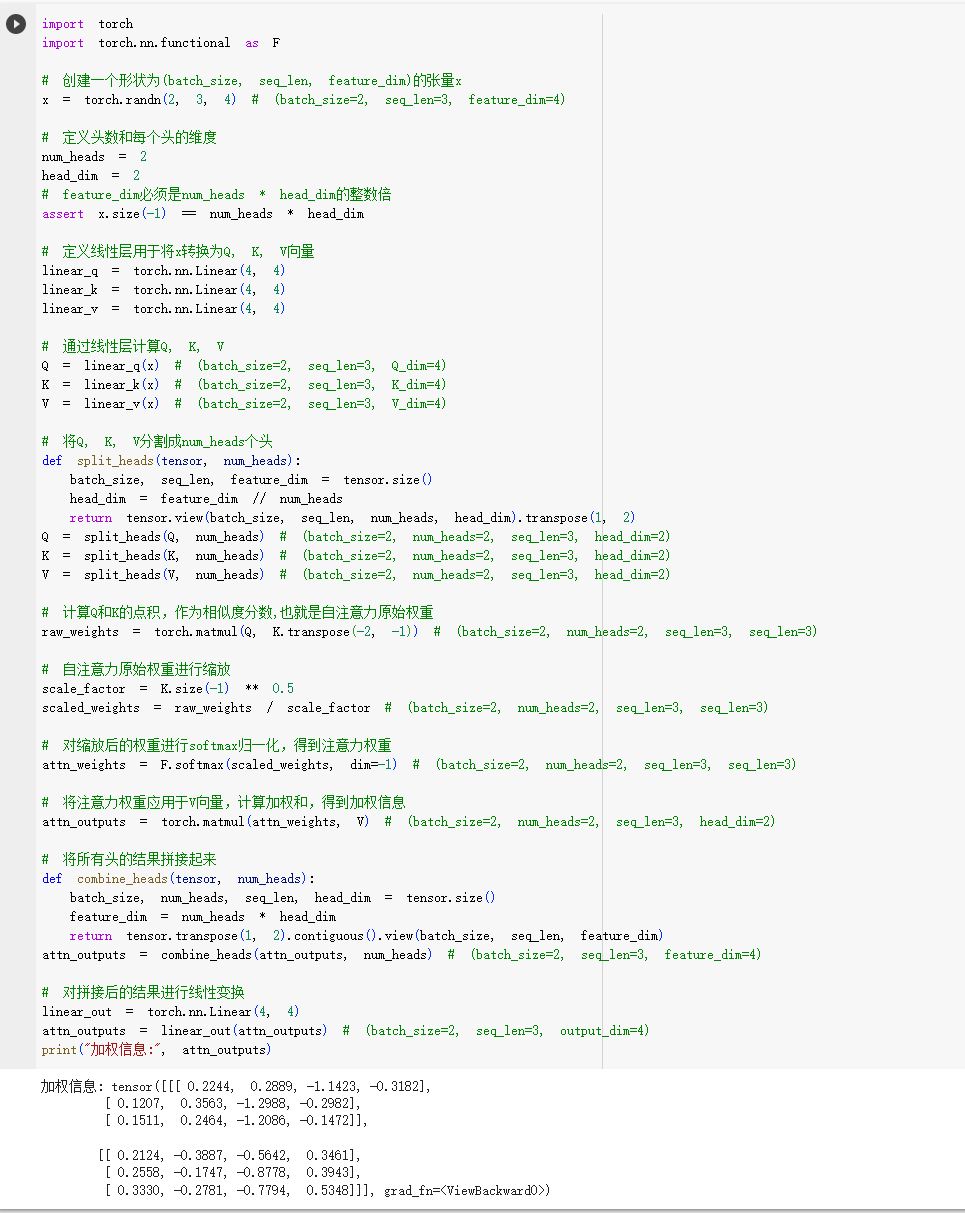 import torch
import torch.nn.functional as F
# 创建一个形状为(batch_size, seq_len, feature_dim)的张量x
x = torch.randn(2, 3, 4) # (batch_size=2, seq_len=3, feature_dim=4)
# 定义头数和每个头的维度
num_heads = 2
head_dim = 2
# feature_dim必须是num_heads * head_dim的整数倍
assert x.size(-1) == num_heads * head_dim
# 定义线性层用于将x转换为Q, K, V向量
linear_q = torch.nn.Linear(4, 4)
linear_k = torch.nn.Linear(4, 4)
linear_v = torch.nn.Linear(4, 4)
# 通过线性层计算Q, K, V
Q = linear_q(x) # (batch_size=2, seq_len=3, Q_dim=4)
K = linear_k(x) # (batch_size=2, seq_len=3, K_dim=4)
V = linear_v(x) # (batch_size=2, seq_len=3, V_dim=4)
# 将Q, K, V分割成num_heads个头
def split_heads(tensor, num_heads):
    batch_size, seq_len, feature_dim = tensor.size()
    head_dim = feature_dim // num_heads
    return tensor.view(batch_size, seq_len, num_heads, head_dim).transpose(1, 2)
Q = split_heads(Q, num_heads) # (batch_size=2, num_heads=2, seq_len=3, head_dim=2)
K = split_heads(K, num_heads) # (batch_size=2, num_heads=2, seq_len=3, head_dim=2)
V = split_heads(V, num_heads) # (batch_size=2, num_heads=2, seq_len=3, head_dim=2)
# 计算Q和K的点积，作为相似度分数,也就是自注意力原始权重
raw_weights = torch.matmul(Q, K.transpose(-2, -1)) # (batch_size=2, num_heads=2, seq_len=3, seq_len=3)
# 自注意力原始权重进行缩放
scale_factor = K.size(-1) ** 0.5
scaled_weights = raw_weights / scale_factor # (batch_size=2, num_heads=2, seq_len=3, seq_len=3)
# 对缩放后的权重进行softmax归一化，得到注意力权重
attn_weights = F.softmax(scaled_weights, dim=-1) # (batch_size=2, num_heads=2, seq_len=3, seq_len=3)
# 将注意力权重应用于V向量，计算加权和，得到加权信息
attn_outputs = torch.matmul(attn_weights, V) # (batch_size=2, num_heads=2, seq_len=3, head_dim=2)
# 将所有头的结果拼接起来
def combine_heads(tensor, num_heads):
    batch_size, num_heads, seq_len, head_dim = tensor.size()
    feature_dim = num_heads * head_dim
    return tensor.transpose(1, 2).contiguous().view(batch_size, seq_len, feature_dim)
attn_outputs = combine_heads(attn_outputs, num_heads) # (batch_size=2, seq_len=3, feature_dim=4)
# 对拼接后的结果进行线性变换
linear_out = torch.nn.Linear(4, 4)
attn_outputs = linear_out(attn_outputs) # (batch_size=2, seq_len=3, output_dim=4)
print("加权信息:", attn_outputs)
加权信息: tensor([[[ 0.2244, 0.2889, -1.1423, -0.3182],
[ 0.1207, 0.3563, -1.2988, -0.2982],
[ 0.1511, 0.2464, -1.2086, -0.1472]],
[[ 0.2124, -0.3887, -0.5642, 0.3461],
[ 0.2558, -0.1747, -0.8778, 0.3943],
[ 0.3330, -0.2781, -0.7794, 0.5348]]], grad_fn=<ViewBackward0>)